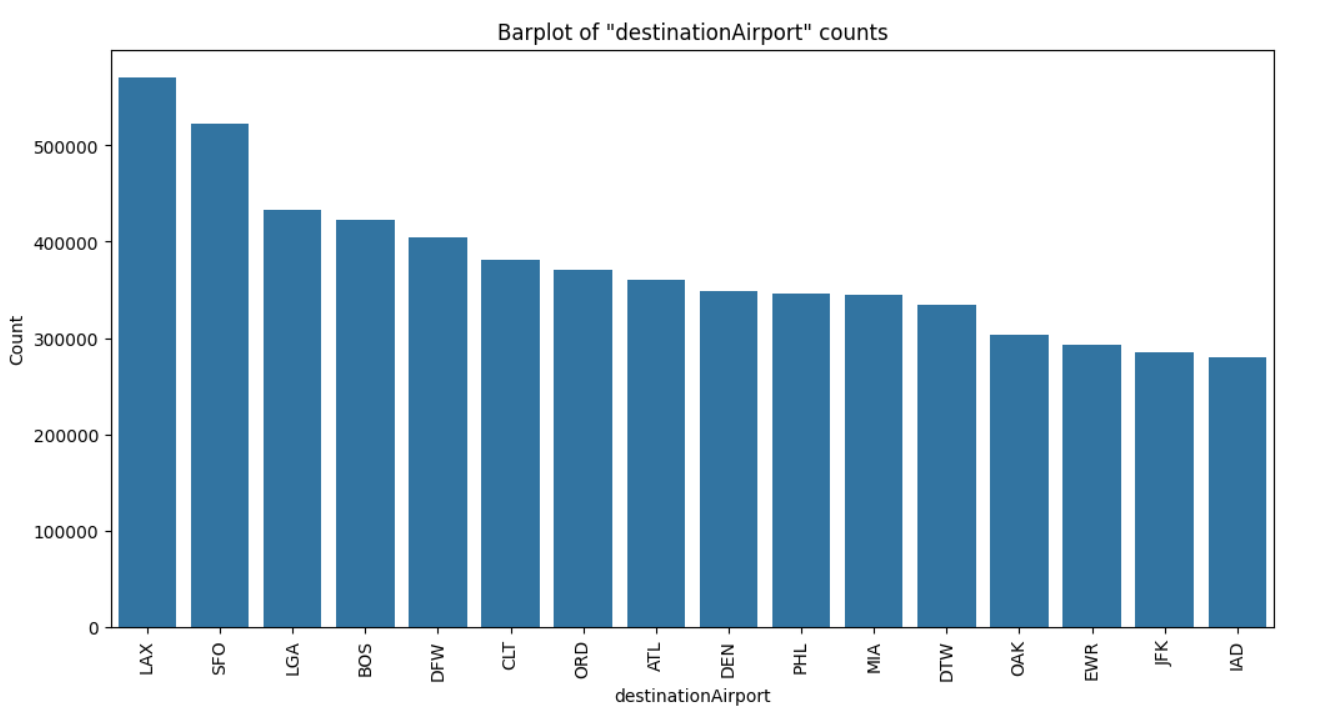 Barplot of "destinationAirport" counts
Count
500000
400000
300000
200000
100000
0
LAX
SFO
LGA
BOS
DFW
CLT
ORD
ATL
DEN
PHL
MIA
DTW
OAK
EWR
JFK
IAD
destinationAirport